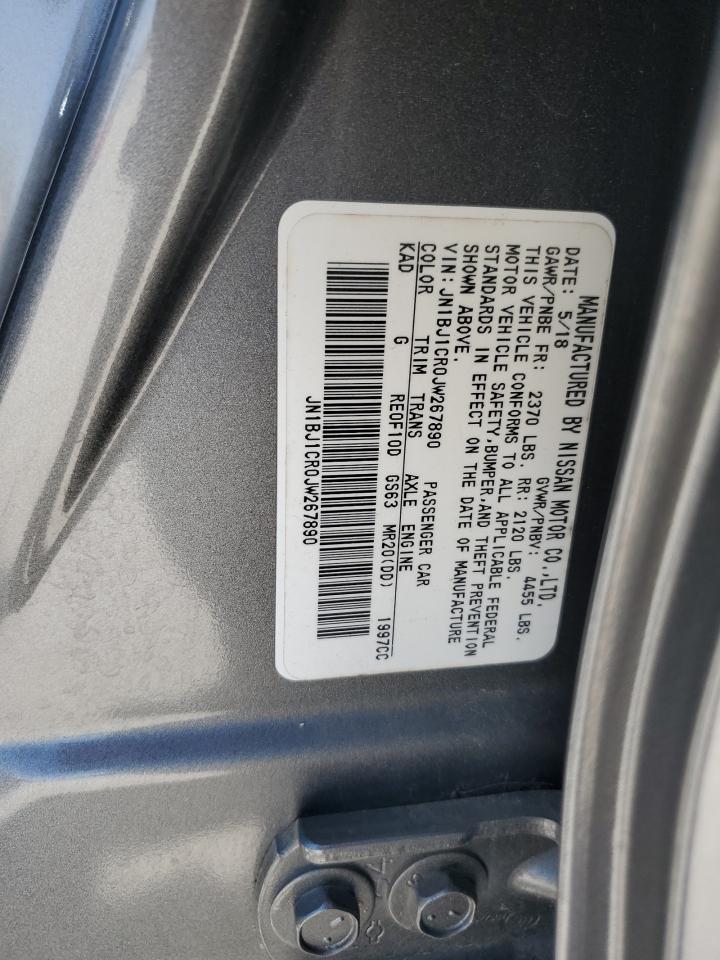 MANUFACTURED BY NISSAN MOTOR CO.,LTD.
DATE: 5/18 GVWR/PNBV: 4455 LBS.
GAWR/PNBE FR: 2370 LBS. RR: 2120 LBS.
THIS VEHICLE CONFORMS TO ALL APPLICABLE FEDERAL
MOTOR VEHICLE SAFETY,BUMPER,AND THEFT PREVENTION
STANDARDS IN EFFECT ON THE DATE OF MANUFACTURE
SHOWN ABOVE.
VIN:JN1BJ1CR0JW267890 PASSENGER CAR
COLOR TRIM TRANS AXLE ENGINE
KAD G RE0F10D GS63 MR20(DD) 1997CC
JN1BJ1CR0JW267890